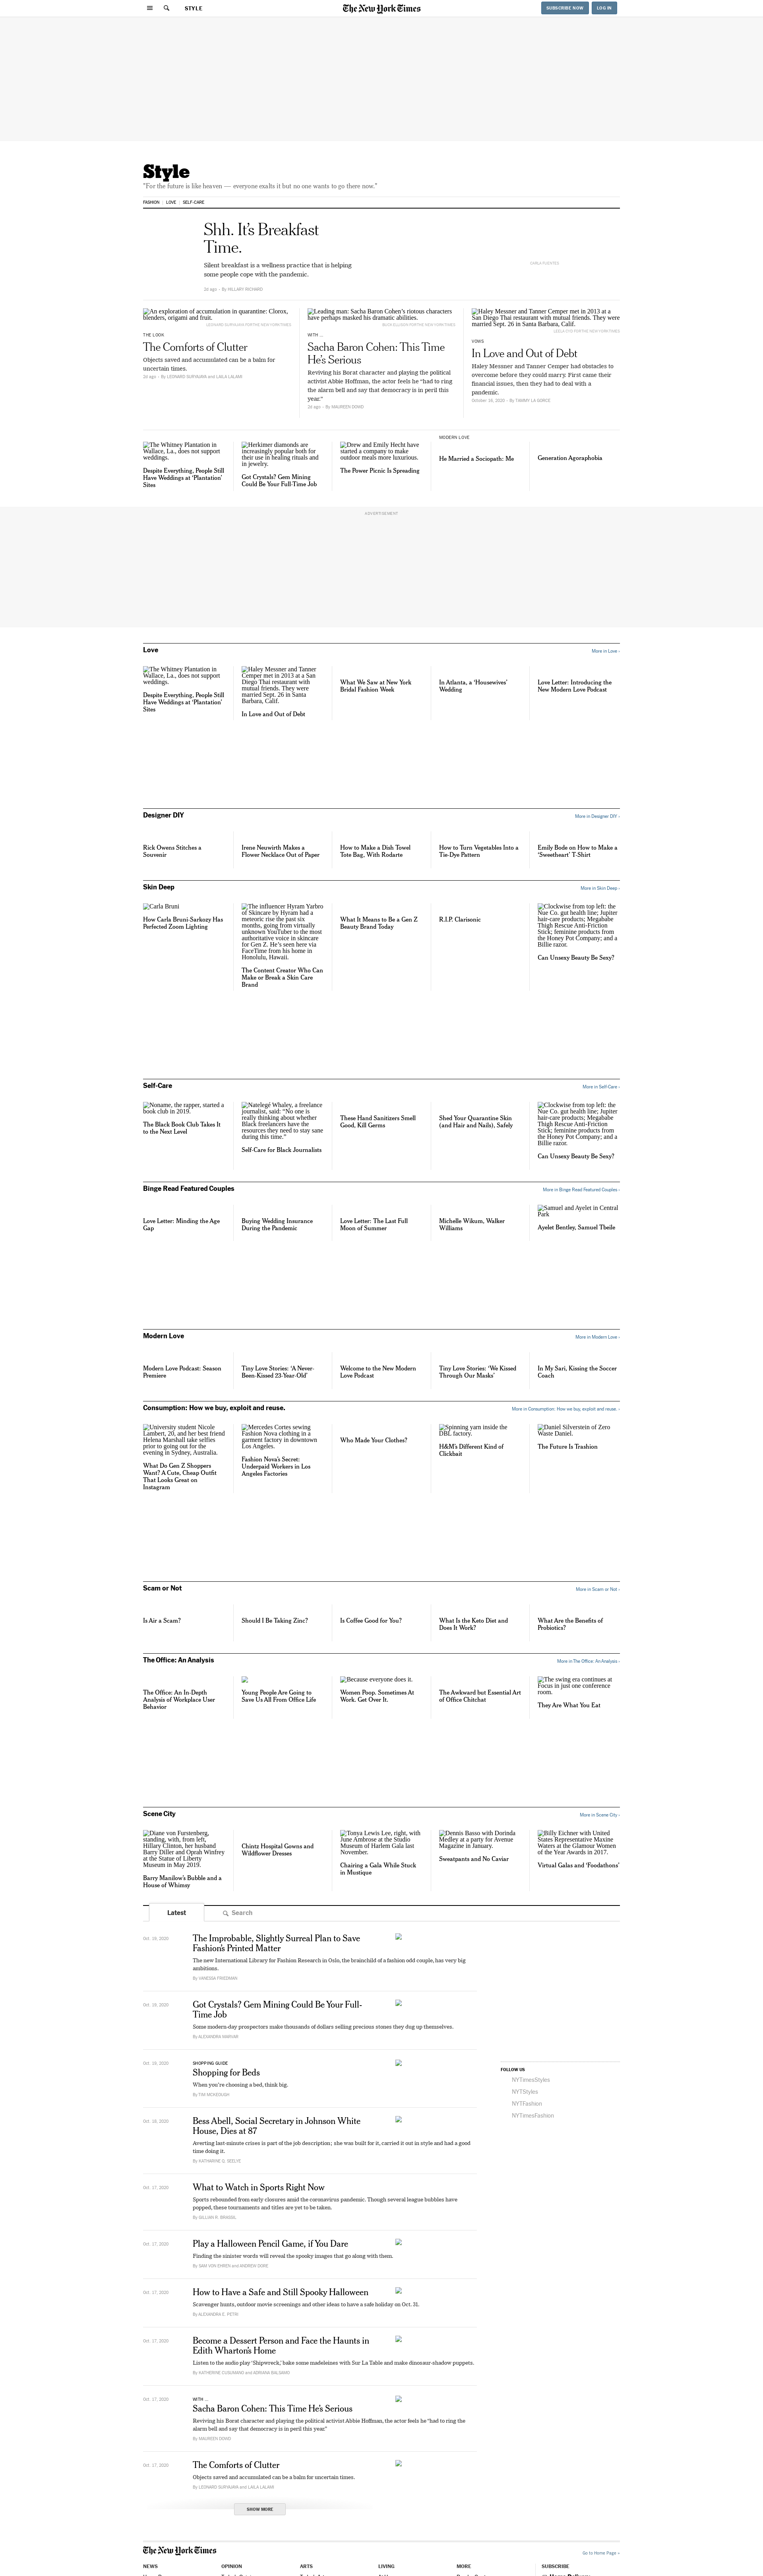 STYLE
The New York Times
SUBSCRIBE NOW
LOG IN
Style
"For the future is like heaven — everyone exalts it but no one wants to go there now."
FASHION
LOVE
SELF-CARE
Shh. It's Breakfast
Time.
Silent breakfast is a wellness practice that is helping
some people cope with the pandemic.
2d ago · By HILLARY RICHARD
CARLA FUENTES
An exploration of accumulation in quarantine: Clorox,
blenders, origami and fruit.
THE LOOK
The Comforts of Clutter
Objects saved and accumulated can be a balm for
uncertain times.
Leading man: Sacha Baron Cohen's riotous characters
have perhaps masked his dramatic abilities.
WITH ...
Sacha Baron Cohen: This Time
He's Serious
Reviving his Borat character and playing the political
activist Abbie Hoffman, the actor feels he "had to ring
the alarm bell and say that democracy is in peril this
year."
2d ago · By MAUREEN DOWD
Haley Messner and Tanner Cemper met in 2013 at a
San Diego Thai restaurant with mutual friends. They were
married Sept. 26 in Santa Barbara, Calif.
VOWS
In Love and Out of Debt
Haley Messner and Tanner Cemper had obstacles to
overcome before they could marry. First came their
financial issues, then they had to deal with a
pandemic.
October 16, 2020 · By TAMMY LA GORCE
The Whitney Plantation in
Wallace, La., does not support
weddings.
Despite Everything, People Still
Have Weddings at 'Plantation'
Sites
Herkimer diamonds are
increasingly popular both for
their use in healing rituals and
in jewelry.
Got Crystals? Gem Mining
Could Be Your Full-Time Job
Drew and Emily Hecht have
started a company to make
outdoor meals more luxurious.
The Power Picnic Is Spreading
MODERN LOVE
He Married a Sociopath: Me
Generation Agoraphobia
ADVERTISEMENT
Love
More in Love ›
The Whitney Plantation in
Wallace, La., does not support
weddings.
Despite Everything, People Still
Have Weddings at 'Plantation'
Sites
Haley Messner and Tanner
Cemper met in 2013 at a San
Diego Thai restaurant with
mutual friends. They were
married Sept. 26 in Santa
Barbara, Calif.
In Love and Out of Debt
What We Saw at New York
Bridal Fashion Week
In Atlanta, a 'Housewives'
Wedding
Love Letter: Introducing the
New Modern Love Podcast
Designer DIY
More in Designer DIY ›
Rick Owens Stitches a
Souvenir
Irene Neuwirth Makes a
Flower Necklace Out of Paper
How to Make a Dish Towel
Tote Bag, With Rodarte
How to Turn Vegetables Into a
Tie-Dye Pattern
Emily Bode on How to Make a
'Sweetheart' T-Shirt
Skin Deep
More in Skin Deep ›
Carla Bruni
How Carla Bruni-Sarkozy Has
Perfected Zoom Lighting
The influencer Hyram Yarbro
of Skincare by Hyram had a
meteoric rise the past six
months, going from virtually
unknown YouTuber to the most
authoritative voice in skincare
for Gen Z. He's seen here via
FaceTime from his home in
Honolulu, Hawaii.
The Content Creator Who Can
Make or Break a Skin Care
Brand
What It Means to Be a Gen Z
Beauty Brand Today
R.I.P. Clarisonic
Clockwise from top left: the
Nue Co. gut health line; Jupiter
hair-care products; Megababe
Thigh Rescue Anti-Friction
Stick; feminine products from
the Honey Pot Company; and a
Billie razor.
Can Unsexy Beauty Be Sexy?
Self-Care
More in Self-Care ›
Noname, the rapper, started a
book club in 2019.
The Black Book Club Takes It
to the Next Level
Natelegé Whaley, a freelance
journalist, said: "No one is
really thinking about whether
Black freelancers have the
resources they need to stay sane
during this time."
Self-Care for Black Journalists
These Hand Sanitizers Smell
Good, Kill Germs
Shed Your Quarantine Skin
(and Hair and Nails), Safely
Clockwise from top left: the
Nue Co. gut health line; Jupiter
hair-care products; Megababe
Thigh Rescue Anti-Friction
Stick; feminine products from
the Honey Pot Company; and a
Billie razor.
Can Unsexy Beauty Be Sexy?
Binge Read Featured Couples
More in Binge Read Featured Couples ›
Love Letter: Minding the Age
Gap
Buying Wedding Insurance
During the Pandemic
Love Letter: The Last Full
Moon of Summer
Michelle Wikum, Walker
Williams
Samuel and Ayelet in Central
Park
Ayelet Bentley, Samuel Tbeile
Modern Love
More in Modern Love ›
Modern Love Podcast: Season
Premiere
Tiny Love Stories: 'A Never-
Been-Kissed 23-Year-Old'
Welcome to the New Modern
Love Podcast
Tiny Love Stories: 'We Kissed
Through Our Masks'
In My Sari, Kissing the Soccer
Coach
Consumption: How we buy, exploit and reuse.
More in Consumption: How we buy, exploit and reuse. ›
University student Nicole
Lambert, 20, and her best friend
Helena Marshall take selfies
prior to going out for the
evening in Sydney, Australia.
What Do Gen Z Shoppers
Want? A Cute, Cheap Outfit
That Looks Great on
Instagram
Mercedes Cortes sewing
Fashion Nova clothing in a
garment factory in downtown
Los Angeles.
Fashion Nova's Secret:
Underpaid Workers in Los
Angeles Factories
Who Made Your Clothes?
Spinning yarn inside the
DBL factory.
H&M's Different Kind of
Clickbait
Daniel Silverstein of Zero
Waste Daniel.
The Future Is Trashion
Scam or Not
More in Scam or Not ›
Is Air a Scam?
Should I Be Taking Zinc?
Is Coffee Good for You?
What Is the Keto Diet and
Does It Work?
What Are the Benefits of
Probiotics?
The Office: An Analysis
More in The Office: An Analysis ›
The Office: An In-Depth
Analysis of Workplace User
Behavior
Young People Are Going to
Save Us All From Office Life
Because everyone does it.
Women Poop. Sometimes At
Work. Get Over It.
The Awkward but Essential Art
of Office Chitchat
The swing era continues at
Focus in just one conference
room.
They Are What You Eat
Scene City
More in Scene City ›
Diane von Furstenberg,
standing, with, from left,
Hillary Clinton, her husband
Barry Diller and Oprah Winfrey
at the Statue of Liberty
Museum in May 2019.
Barry Manilow's Bubble and a
House of Whimsy
Chintz Hospital Gowns and
Wildflower Dresses
Tonya Lewis Lee, right, with
June Ambrose at the Studio
Museum of Harlem Gala last
November.
Chairing a Gala While Stuck
in Mustique
Dennis Basso with Dorinda
Medley at a party for Avenue
Magazine in January.
Sweatpants and No Caviar
Billy Eichner with United
States Representative Maxine
Waters at the Glamour Women
of the Year Awards in 2017.
Virtual Galas and 'Foodathons'
Latest
Search
The Improbable, Slightly Surreal Plan to Save
Fashion's Printed Matter
The new International Library for Fashion Research in Oslo, the brainchild of a fashion odd couple, has very big
ambitions.
By VANESSA FRIEDMAN
Got Crystals? Gem Mining Could Be Your Full-
Time Job
Some modern-day prospectors make thousands of dollars selling precious stones they dug up themselves.
SHOPPING GUIDE
Shopping for Beds
When you're choosing a bed, think big.
By TIM McKEOUGH
Bess Abell, Social Secretary in Johnson White
House, Dies at 87
Averting last-minute crises is part of the job description; she was built for it, carried it out in style and had a good
time doing it.
By KATHARINE Q. SEELYE
Oct. 17, 2020
What to Watch in Sports Right Now
Sports rebounded from early closures amid the coronavirus pandemic. Though several league bubbles have
popped, these tournaments and titles are yet to be taken.
By GILLIAN R. BRASSIL
Oct. 17, 2020
Play a Halloween Pencil Game, if You Dare
Finding the sinister words will reveal the spooky images that go along with them.
Oct. 17, 2020
How to Have a Safe and Still Spooky Halloween
Scavenger hunts, outdoor movie screenings and other ideas to have a safe holiday on Oct. 31.
By ALEXANDRA E. PETRI
Oct. 17, 2020
Become a Dessert Person and Face the Haunts in
Edith Wharton's Home
Listen to the audio play 'Shipwreck,' bake some madeleines with Sur La Table and make dinosaur-shadow puppets.
Oct. 17, 2020
WITH ...
Sacha Baron Cohen: This Time He's Serious
Reviving his Borat character and playing the political activist Abbie Hoffman, the actor feels he "had to ring the
alarm bell and say that democracy is in peril this year."
By MAUREEN DOWD
Oct. 17, 2020
The Comforts of Clutter
Objects saved and accumulated can be a balm for uncertain times.
SHOW MORE
FOLLOW US
NYTimesStyles
NYTStyles
NYTFashion
NYTimesFashion
The New York Times
Go to Home Page »
NEWS
OPINION
ARTS
LIVING
MORE
SUBSCRIBE